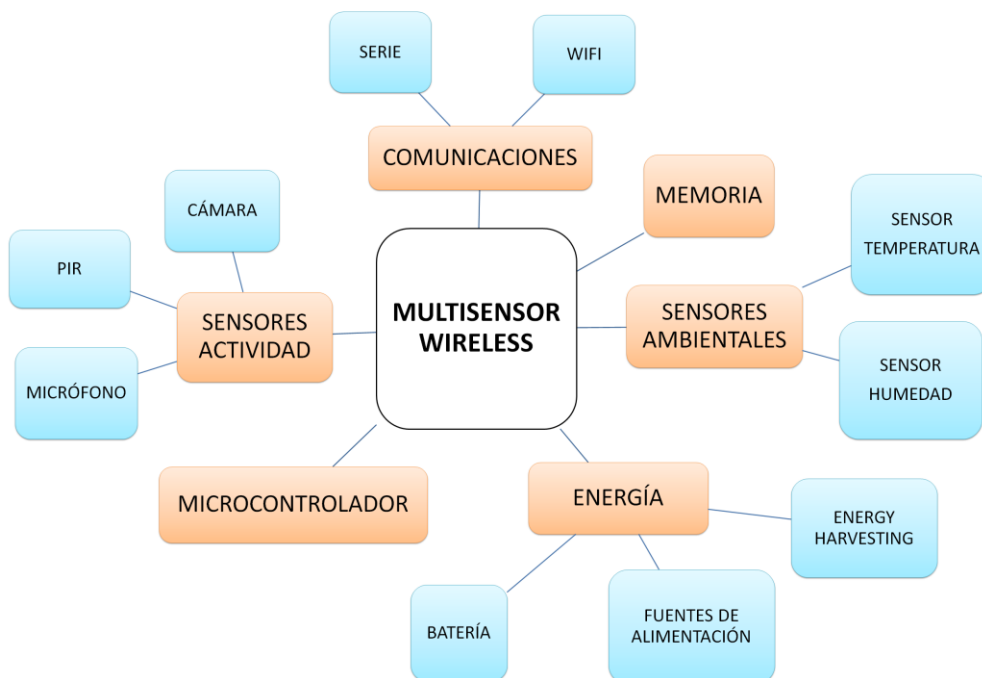 SERIE
WIFI
COMUNICACIONES
MEMORIA
CÁMARA
SENSOR
TEMPERATURA
PIR
SENSORES
ACTIVIDAD
MULTISENSOR
WIRELESS
SENSORES
AMBIENTALES
MICRÓFONO
SENSOR
HUMEDAD
MICROCONTROLADOR
ENERGÍA
ENERGY
HARVESTING
BATERÍA
FUENTES DE
ALIMENTACIÓN